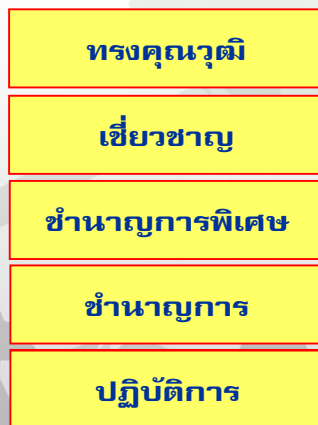 ทรงคุณวุฒิ
เชี่ยวชาญ
ชำนาญการพิเศษ
ชำนาญการ
ปฏิบัติการ